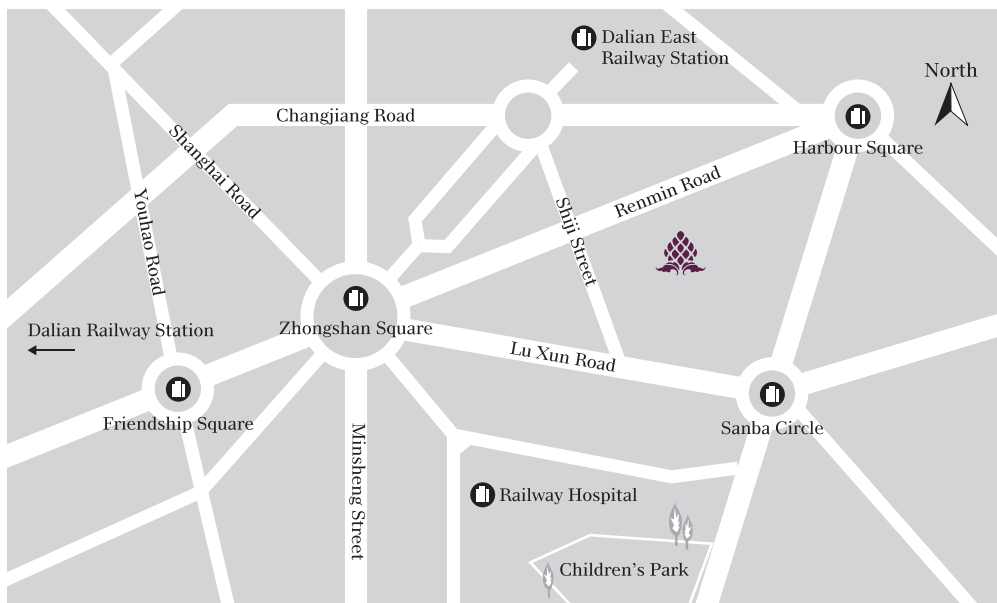 Dalian East
Railway Station
North
Changjiang Road
Harbour Square
Shanghai Road
Renmin Road
Youhao Road
Shiji Street
Dalian Railway Station
Zhongshan Square
Lu Xun Road
Friendship Square
Sanba Circle
Minsheng Street
Railway Hospital
Children’s Park